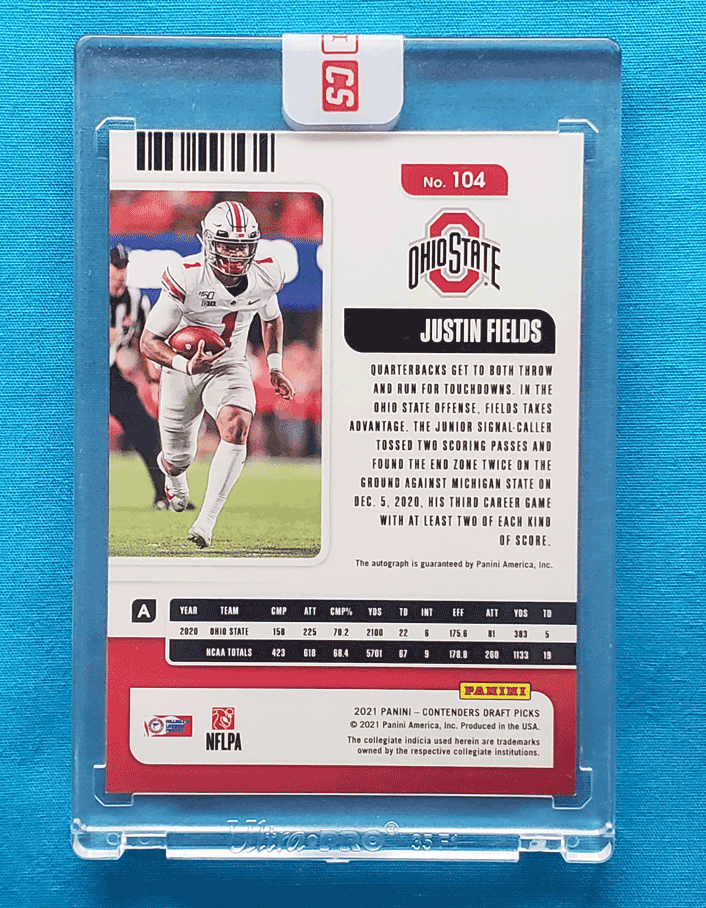 CS
No. 104
OHIO STATE
JUSTIN FIELDS
QUARTERBACKS GET TO BOTH THROW
AND RUN FOR TOUCHDOWNS. IN THE
OHIO STATE OFFENSE, FIELDS TAKES
ADVANTAGE. THE JUNIOR SIGNAL-CALLER
TOSSED TWO SCORING PASSES AND
FOUND THE END ZONE TWICE ON THE
GROUND AGAINST MICHIGAN STATE ON
DEC. 5, 2020, HIS THIRD CAREER GAME
WITH AT LEAST TWO OF EACH KIND
OF SCORE.
The autograph is guaranteed by Panini America, Inc.
1
1
150
A
YEAR TEAM CMP ATT CMP% YDS TD INT EFF ATT YDS TD
2020 OHIO STATE 158 225 70.2 2100 22 6 175.6 81 383 5
NCAA TOTALS 423 618 68.4 5701 67 9 178.8 260 1133 19
PANINI
2021 PANINI – CONTENDERS DRAFT PICKS
© 2021 Panini America, Inc. Produced in the USA.
The collegiate indicia used herein are trademarks
owned by the respective collegiate institutions.
NFLPA
Ultra·PRO® 35PT